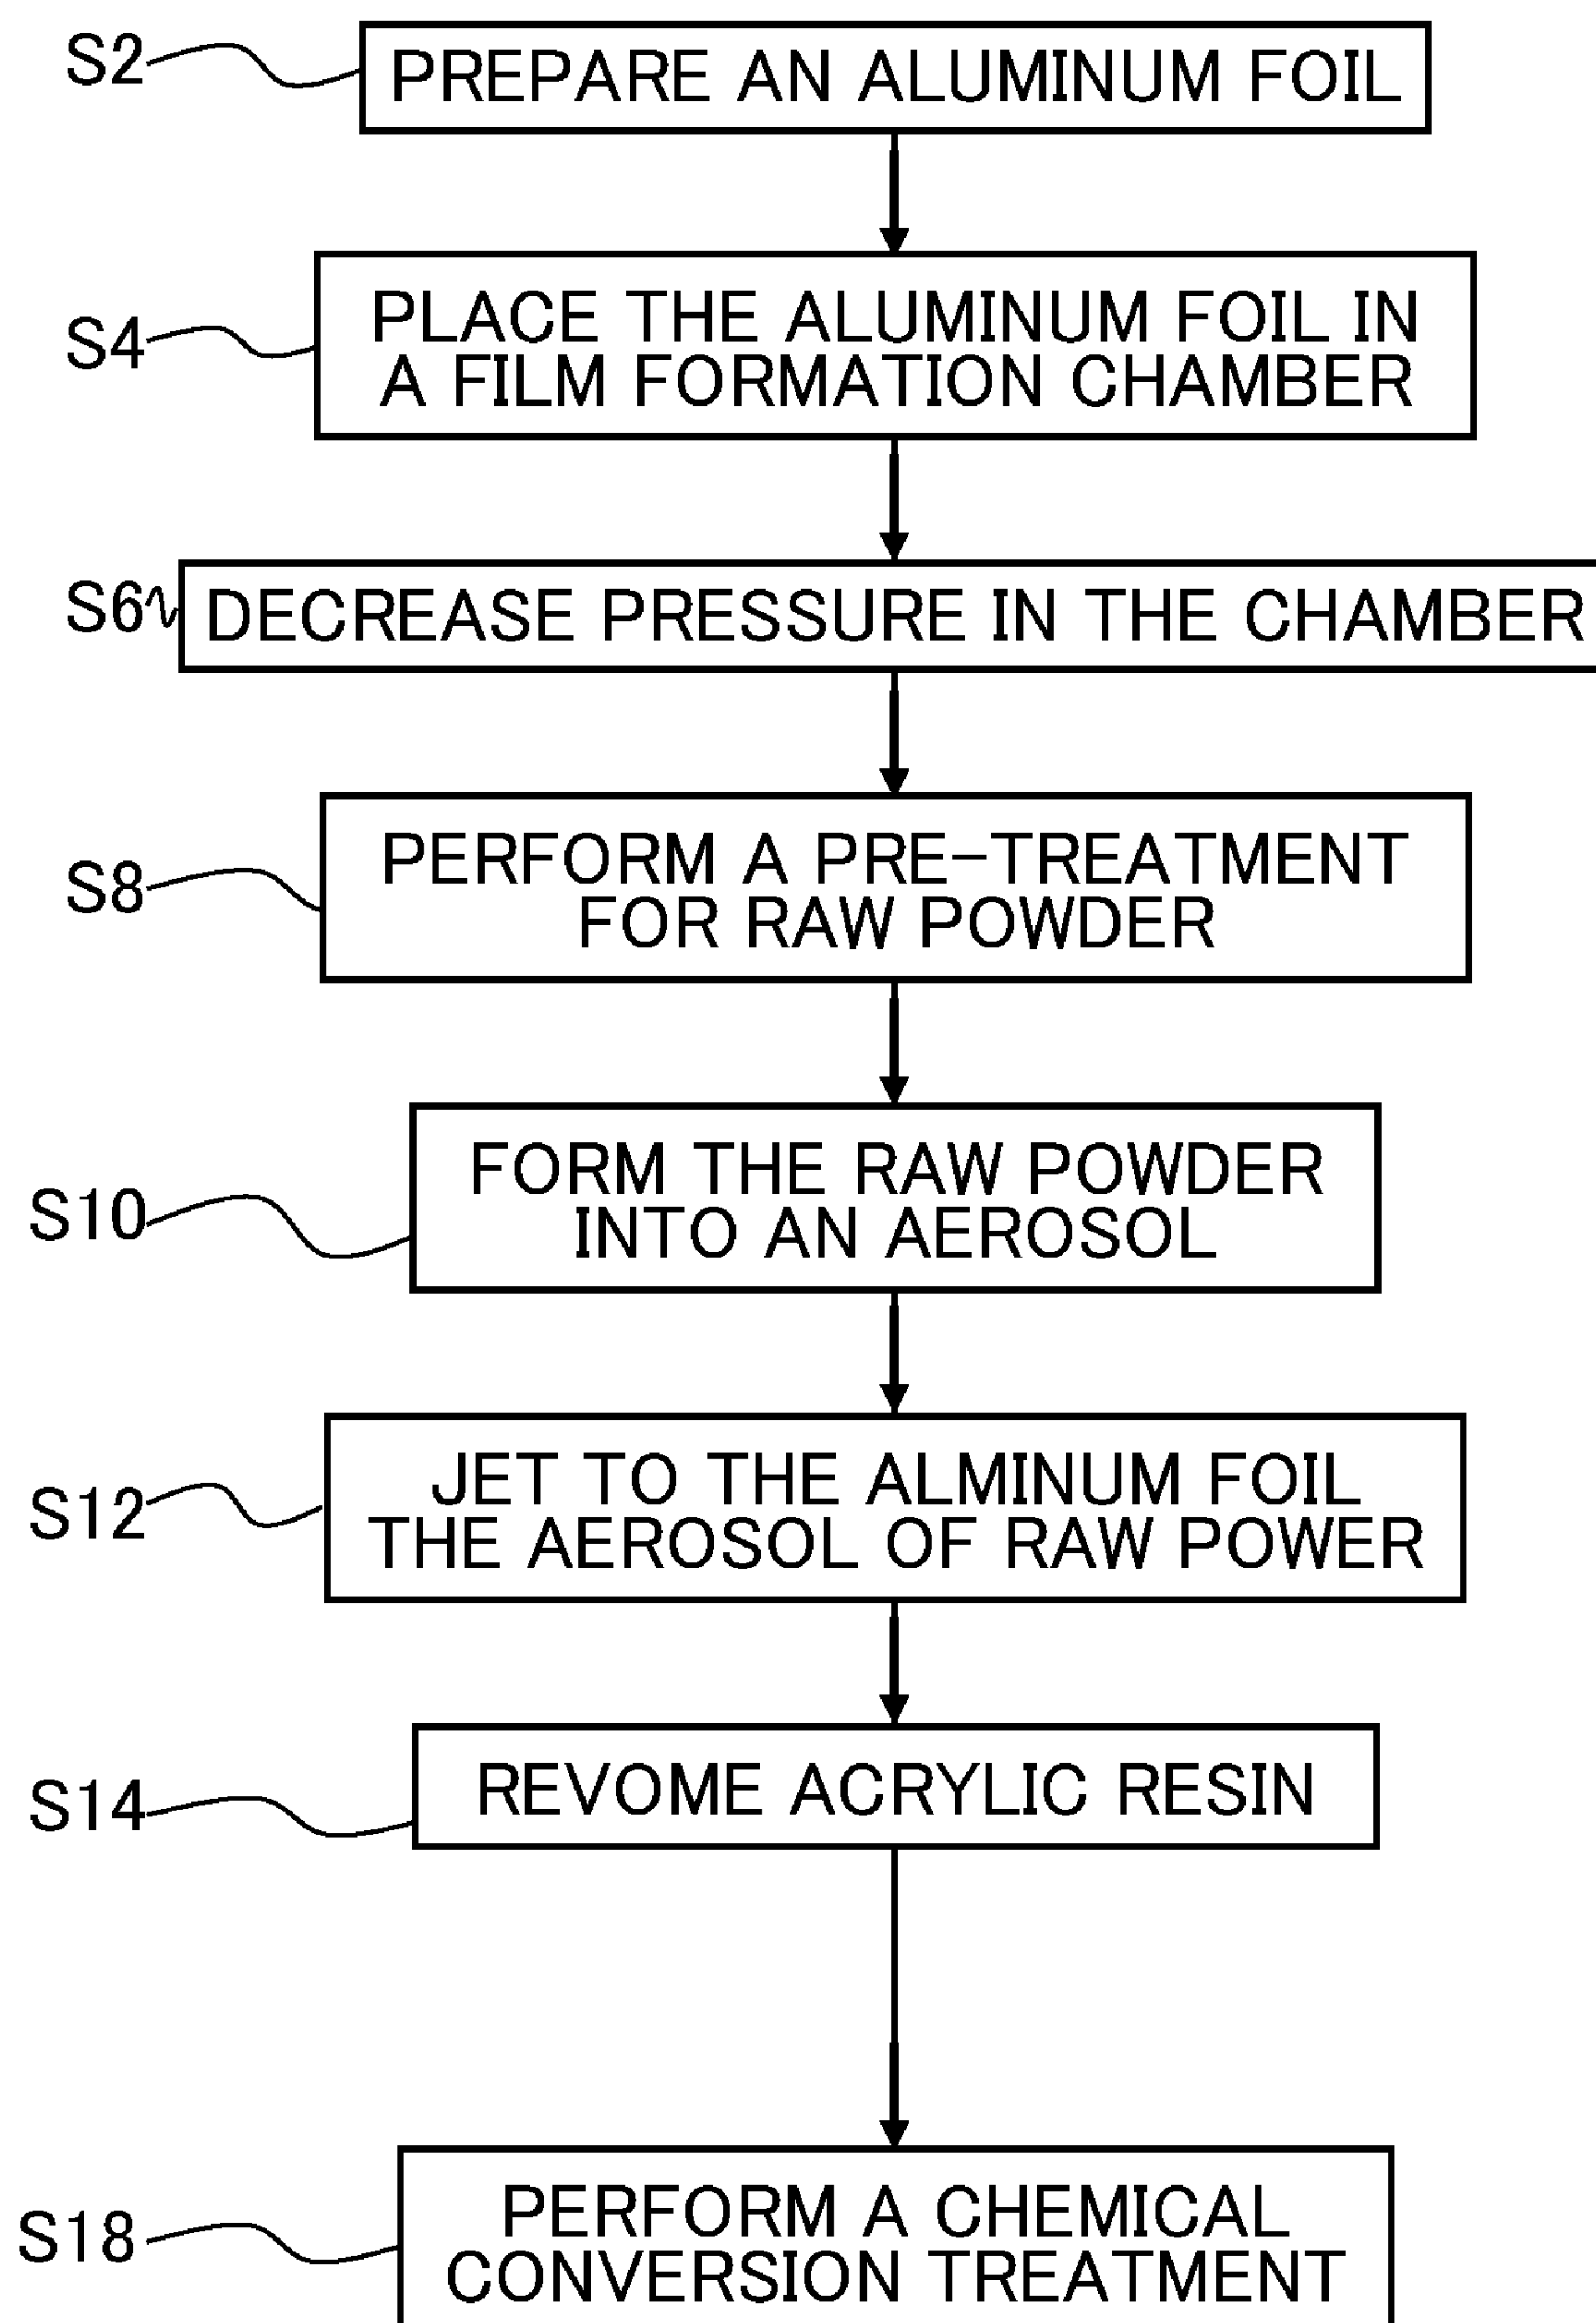 S2 PREPARE AN ALUMINUM FOIL
S4 PLACE THE ALUMINUM FOIL IN
A FILM FORMATION CHAMBER
S6 DECREASE PRESSURE IN THE CHAMBER
S8 PERFORM A PRE-TREATMENT
FOR RAW POWDER
S10 FORM THE RAW POWDER
INTO AN AEROSOL
S12 JET TO THE ALMINUM FOIL
THE AEROSOL OF RAW POWER
S14 REVOME ACRYLIC RESIN
S18 PERFORM A CHEMICAL
CONVERSION TREATMENT